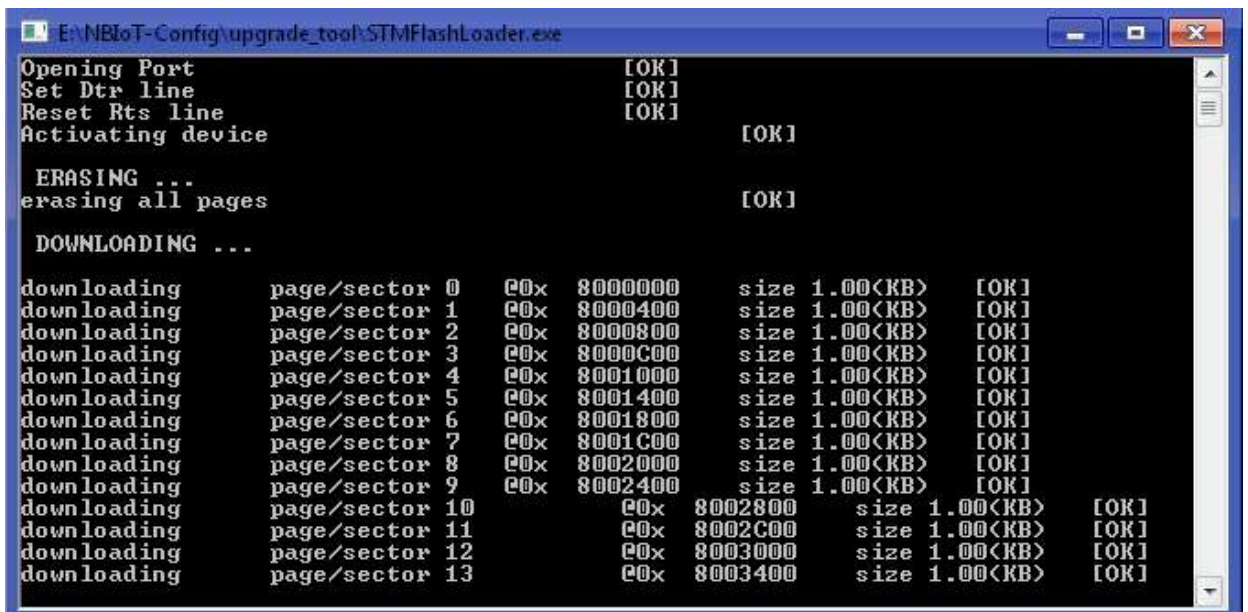 E:\NBIoT-Config\upgrade_tool\STMFlashLoader.exe
Opening Port [OK]
Set Dtr line [OK]
Reset Rts line [OK]
Activating device [OK]
ERASING ...
erasing all pages [OK]
DOWNLOADING ...
downloading page/sector 0 @0x 8000000 size 1.00(KB) [OK]
downloading page/sector 1 @0x 8000400 size 1.00(KB) [OK]
downloading page/sector 2 @0x 8000800 size 1.00(KB) [OK]
downloading page/sector 3 @0x 8000C00 size 1.00(KB) [OK]
downloading page/sector 4 @0x 8001000 size 1.00(KB) [OK]
downloading page/sector 5 @0x 8001400 size 1.00(KB) [OK]
downloading page/sector 6 @0x 8001800 size 1.00(KB) [OK]
downloading page/sector 7 @0x 8001C00 size 1.00(KB) [OK]
downloading page/sector 8 @0x 8002000 size 1.00(KB) [OK]
downloading page/sector 9 @0x 8002400 size 1.00(KB) [OK]
downloading page/sector 10 @0x 8002800 size 1.00(KB) [OK]
downloading page/sector 11 @0x 8002C00 size 1.00(KB) [OK]
downloading page/sector 12 @0x 8003000 size 1.00(KB) [OK]
downloading page/sector 13 @0x 8003400 size 1.00(KB) [OK]